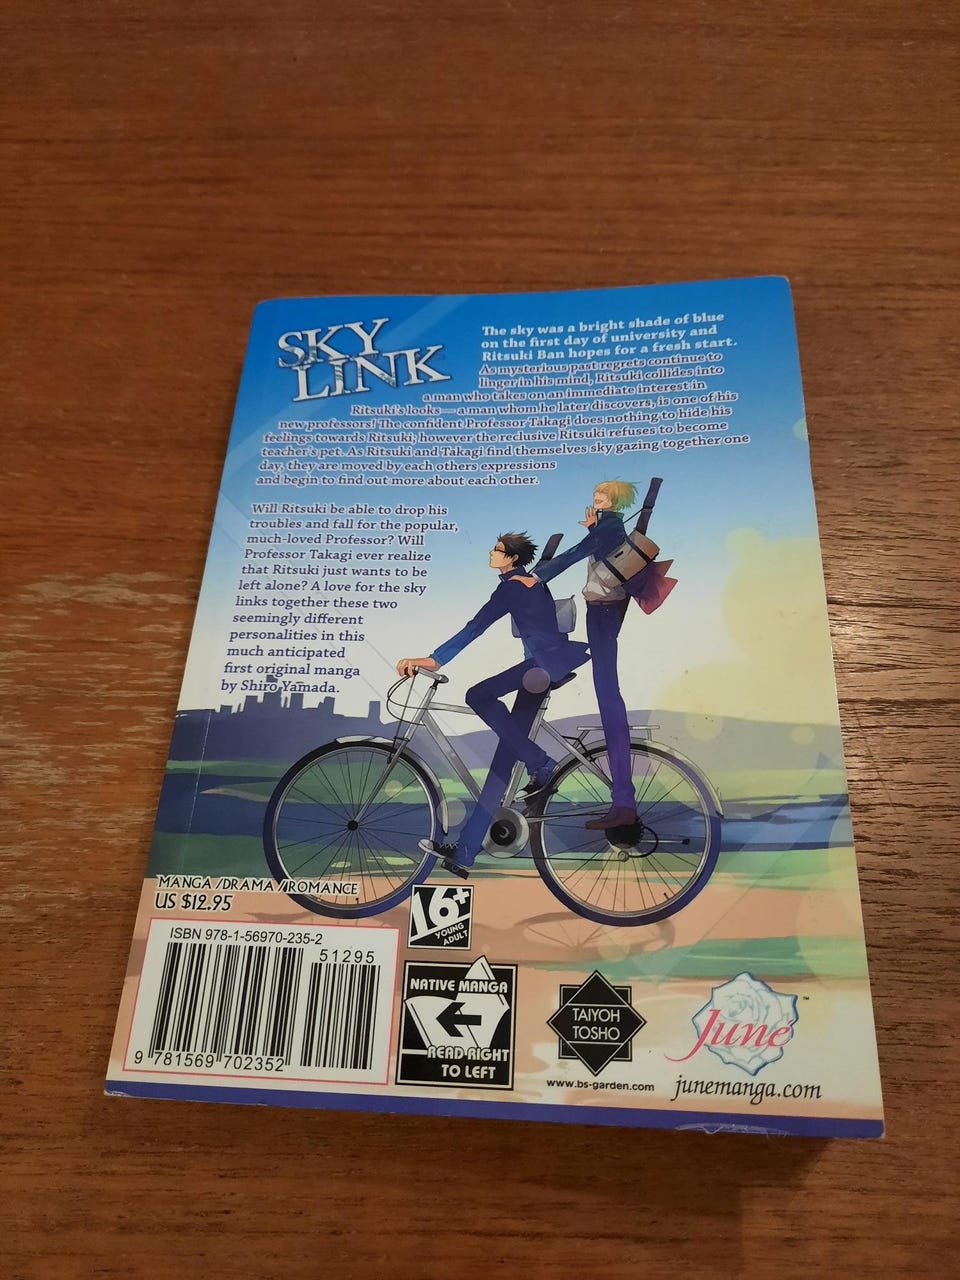 SKY
LINK
The sky was a bright shade of blue
on the first day of university and
Ritsuki Ban hopes for a fresh start.
As mysterious past regrets continue to
linger in his mind, Ritsuki collides into
a man who takes on an immediate interest in
Ritsuki's looks—a man whom he later discovers, is one of his
new professors! The confident Professor Takagi does nothing to hide his
feelings towards Ritsuki; however the reclusive Ritsuki refuses to become
teacher's pet. As Ritsuki and Takagi find themselves sky gazing together one
day, they are moved by each others expressions
and begin to find out more about each other.
Will Ritsuki be able to drop his
troubles and fall for the popular,
much-loved Professor? Will
Professor Takagi ever realize
that Ritsuki just wants to be
left alone? A love for the sky
links together these two
seemingly different
personalities in this
much anticipated
first original manga
by Shiro Yamada.
MANGA /DRAMA /ROMANCE
US $12.95
ISBN 978-1-56970-235-2
51295
9 781569 702352
16+
YOUNG
ADULT
NATIVE MANGA
READ RIGHT
TO LEFT
TAIYOH
TOSHO
www.bs-garden.com
Juné™
junemanga.com